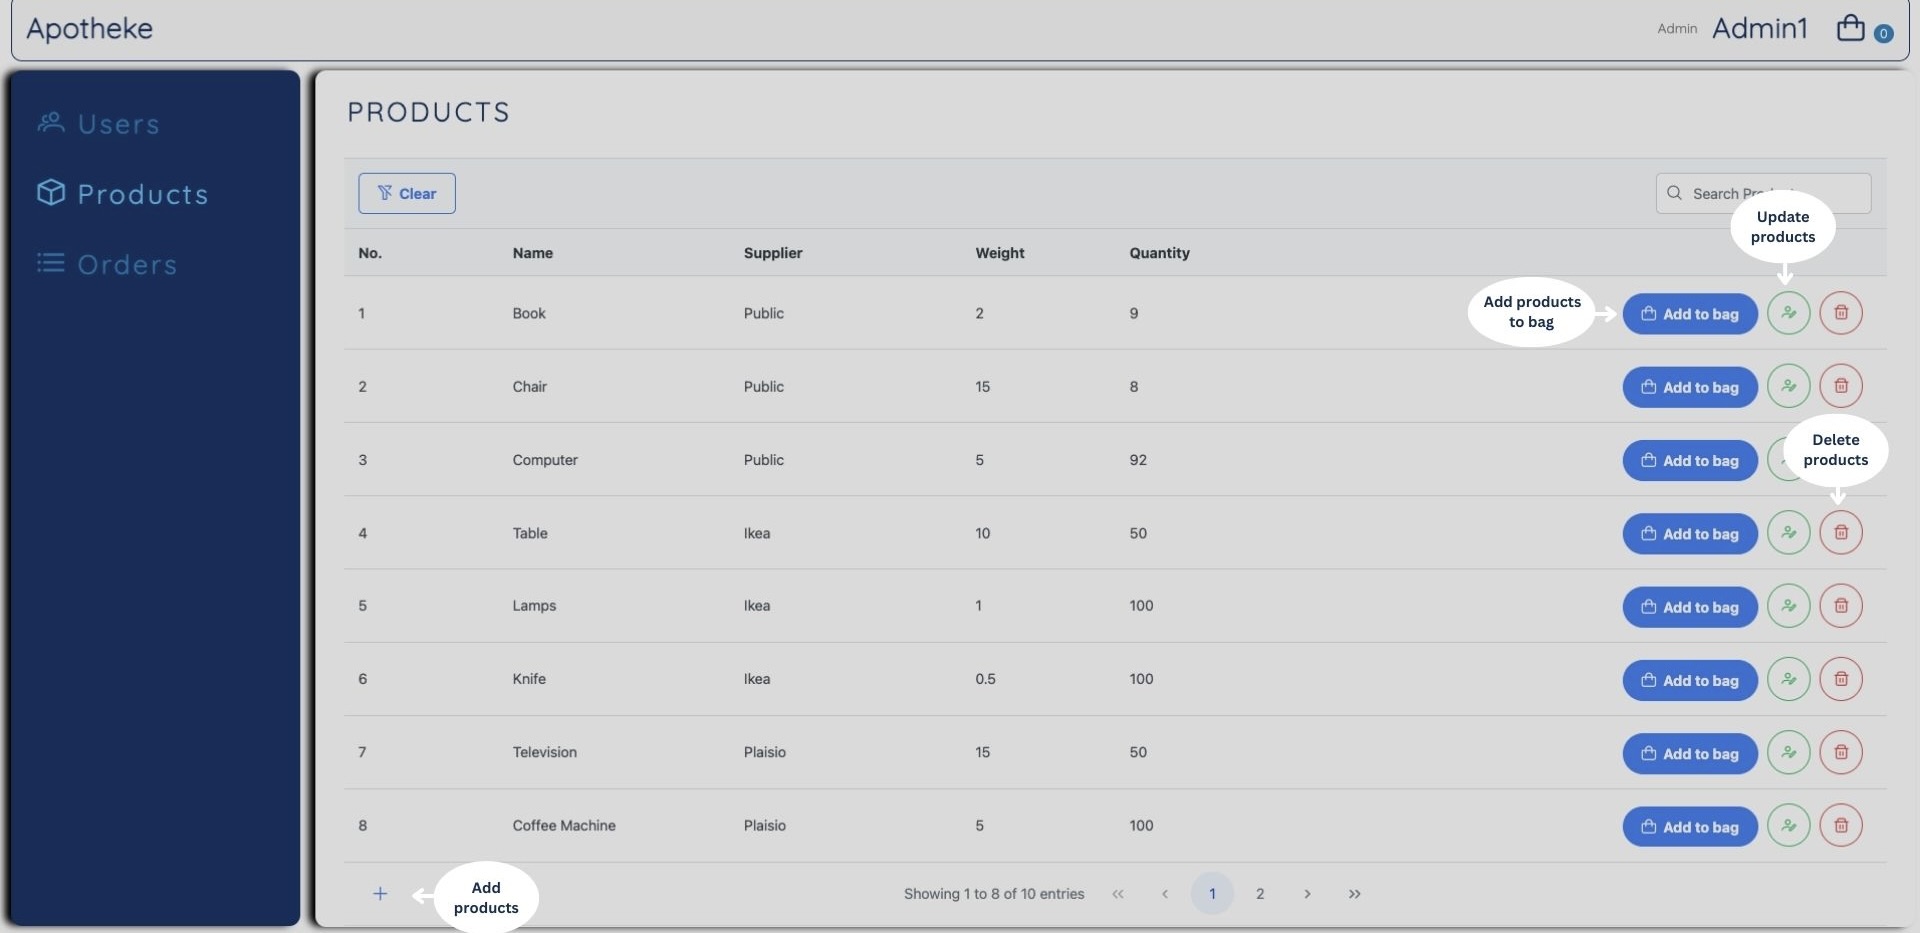 Apotheke
Admin Admin1 0
Users
Products
Orders
PRODUCTS
Clear
Search
Update
products
No. Name Supplier Weight Quantity
1 Book Public 2 9 Add to bag
Add products
to bag
2 Chair Public 15 8 Add to bag
3 Computer Public 5 92 Add to bag
Delete
products
4 Table Ikea 10 50 Add to bag
5 Lamps Ikea 1 100 Add to bag
6 Knife Ikea 0.5 100 Add to bag
7 Television Plaisio 15 50 Add to bag
8 Coffee Machine Plaisio 5 100 Add to bag
+ Add
products
Showing 1 to 8 of 10 entries « ‹ 1 2 › »